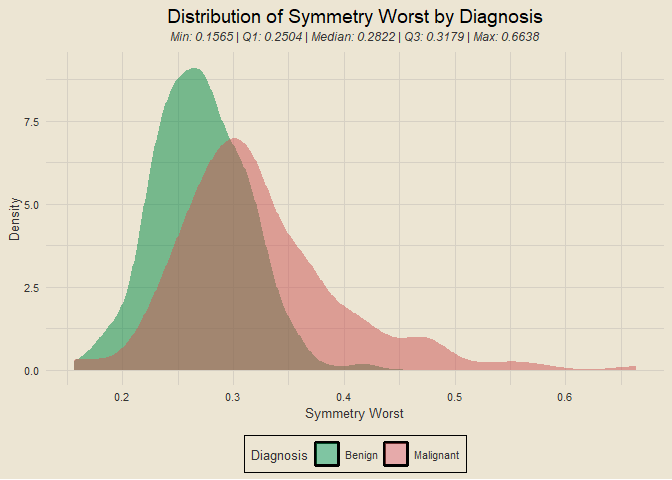 Distribution of Symmetry Worst by Diagnosis
Min: 0.1565 | Q1: 0.2504 | Median: 0.2822 | Q3: 0.3179 | Max: 0.6638
Density
7.5
5.0
2.5
0.0
0.2 0.3 0.4 0.5 0.6
Symmetry Worst
Diagnosis Benign Malignant